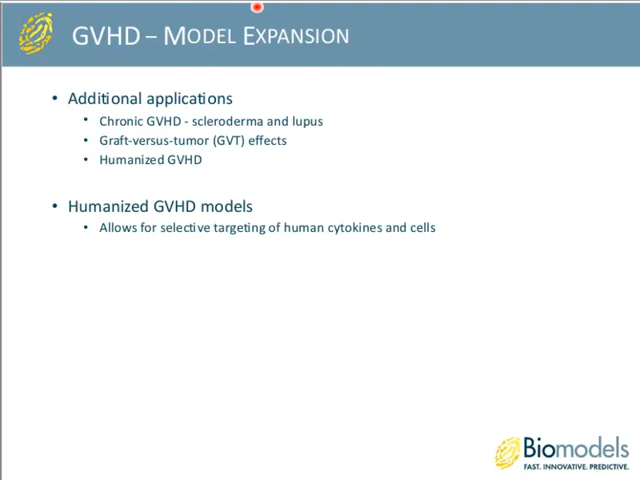 GVHD – MODEL EXPANSION
• Additional applications
• Chronic GVHD - scleroderma and lupus
• Graft-versus-tumor (GVT) effects
• Humanized GVHD
• Humanized GVHD models
• Allows for selective targeting of human cytokines and cells
Biomodels
FAST. INNOVATIVE. PREDICTIVE.